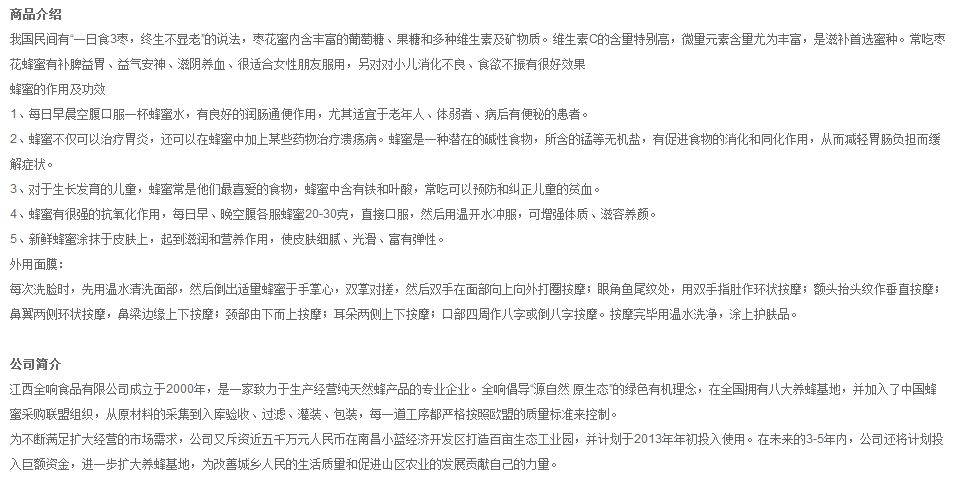 商品介绍
我国民间有“一日食3枣，终生不显老”的说法，枣花蜜内含丰富的葡萄糖、果糖和多种维生素及矿物质。维生素C的含量特别高，微量元素含量尤为丰富，是滋补首选蜜种。常吃枣
花蜂蜜有补脾益胃、益气安神、滋阴养血、很适合女性朋友服用，另对对小儿消化不良、食欲不振有很好效果
蜂蜜的作用及功效
1、每日早晨空腹口服一杯蜂蜜水，有良好的润肠通便作用，尤其适宜于老年人、体弱者、病后有便秘的患者。
2、蜂蜜不仅可以治疗胃炎，还可以在蜂蜜中加上某些药物治疗溃疡病。蜂蜜是一种潜在的碱性食物，所含的锰等无机盐，有促进食物的消化和同化作用，从而减轻胃肠负担而缓
解症状。
3、对于生长发育的儿童，蜂蜜常是他们最喜爱的食物，蜂蜜中含有铁和叶酸，常吃可以预防和纠正儿童的贫血。
4、蜂蜜有很强的抗氧化作用，每日早、晚空腹各服蜂蜜20-30克，直接口服，然后用温开水冲服，可增强体质、滋容养颜。
5、新鲜蜂蜜涂抹于皮肤上，起到滋润和营养作用，使皮肤细腻、光滑、富有弹性。
外用面膜：
每次洗脸时，先用温水清洗面部，然后倒出适量蜂蜜于手掌心，双掌对搓，然后双手在面部向上向外打圈按摩；眼角鱼尾纹处，用双手指肚作环状按摩；额头抬头纹作垂直按摩；
鼻翼两侧环状按摩，鼻梁边缘上下按摩；颈部由下而上按摩；耳朵两侧上下按摩；口部四周作八字或倒八字按摩。按摩完毕用温水洗净，涂上护肤品。
公司简介
江西全响食品有限公司成立于2000年，是一家致力于生产经营纯天然蜂产品的专业企业。全响倡导“源自然 原生态”的绿色有机理念，在全国拥有八大养蜂基地，并加入了中国蜂
蜜采购联盟组织，从原材料的采集到入库验收、过滤、灌装、包装，每一道工序都严格按照欧盟的质量标准来控制。
为不断满足扩大经营的市场需求，公司又斥资近五千万元人民币在南昌小蓝经济开发区打造百亩生态工业园，并计划于2013年年初投入使用。在未来的3-5年内，公司还将计划投
入巨额资金，进一步扩大养蜂基地，为改善城乡人民的生活质量和促进山区农业的发展贡献自己的力量。